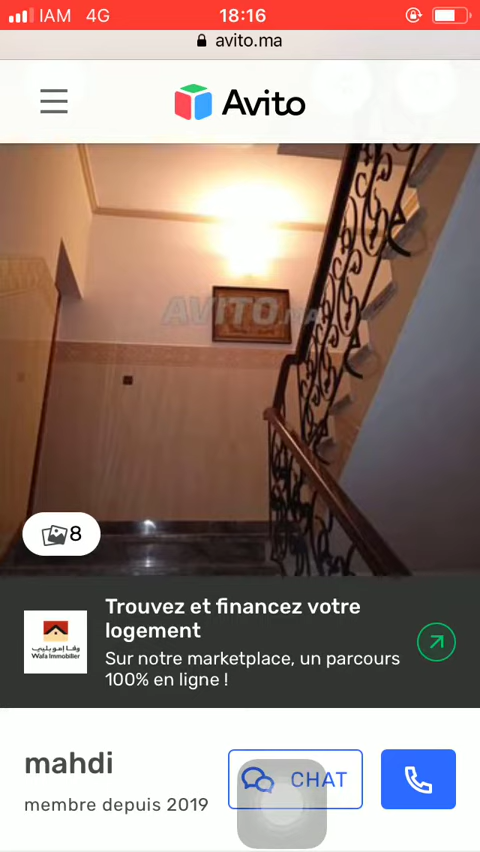 IAM 4G 18:16
avito.ma
Avito
AVITO.MA
8
Trouvez et financez votre
logement
وفا إموبيليي
Wafa Immobilier
Sur notre marketplace, un parcours
100% en ligne !
mahdi
CHAT
membre depuis 2019